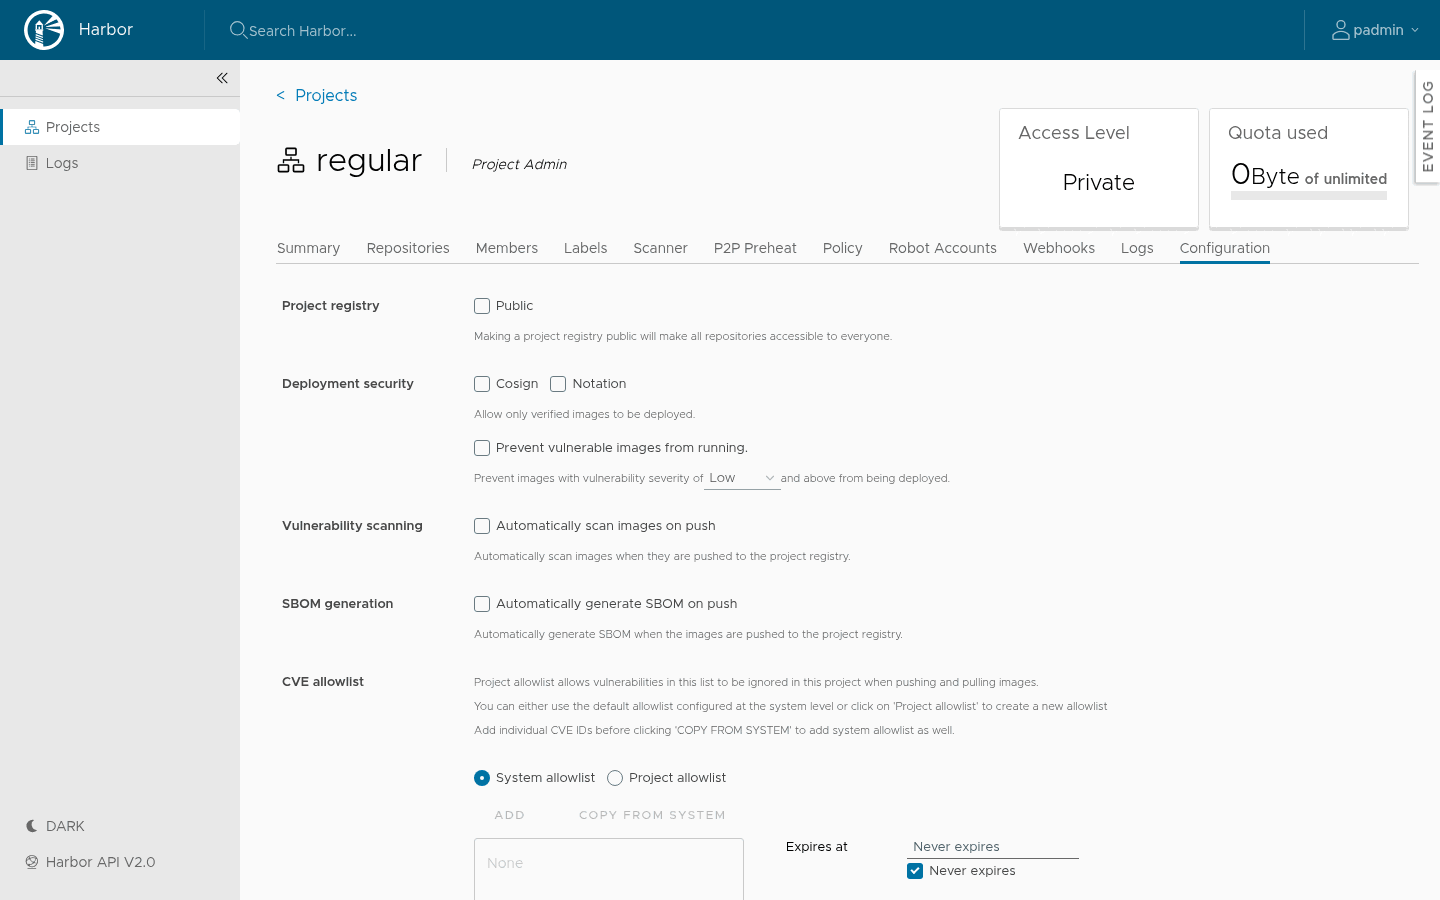 Harbor
Search Harbor...
padmin
Projects
Logs
DARK
Harbor API V2.0
< Projects
regular
Project Admin
Access Level
Private
Quota used
0Byte of unlimited
EVENT LOG
Summary Repositories Members Labels Scanner P2P Preheat Policy Robot Accounts Webhooks Logs Configuration
Project registry
Public
Making a project registry public will make all repositories accessible to everyone.
Deployment security
Cosign Notation
Allow only verified images to be deployed.
Prevent vulnerable images from running.
Prevent images with vulnerability severity of Low and above from being deployed.
Vulnerability scanning
Automatically scan images on push
Automatically scan images when they are pushed to the project registry.
SBOM generation
Automatically generate SBOM on push
Automatically generate SBOM when the images are pushed to the project registry.
CVE allowlist
Project allowlist allows vulnerabilities in this list to be ignored in this project when pushing and pulling images.
You can either use the default allowlist configured at the system level or click on 'Project allowlist' to create a new allowlist
Add individual CVE IDs before clicking 'COPY FROM SYSTEM' to add system allowlist as well.
System allowlist Project allowlist
ADD COPY FROM SYSTEM
None
Expires at
Never expires
Never expires